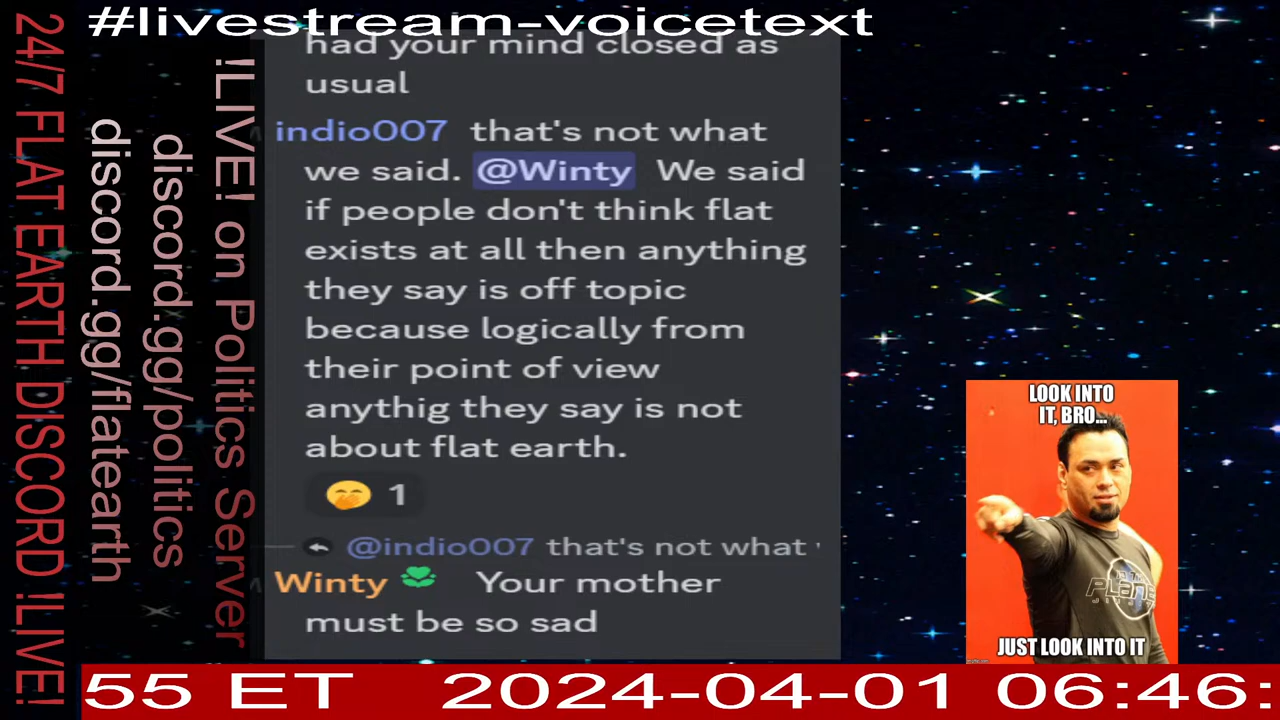 #livestream-voicetext
24/7 FLAT EARTH DISCORD !LIVE!
discord.gg/flatearth
discord.gg/politics
!LIVE! on Politics Server
had your mind closed as
usual
indio007 that's not what
we said. @Winty We said
if people don't think flat
exists at all then anything
they say is off topic
because logically from
their point of view
anythig they say is not
about flat earth.
1
@indio007 that's not what
Winty Your mother
must be so sad
LOOK INTO
IT, BRO...
PLANET
JUST LOOK INTO IT
55 ET 2024-04-01 06:46: